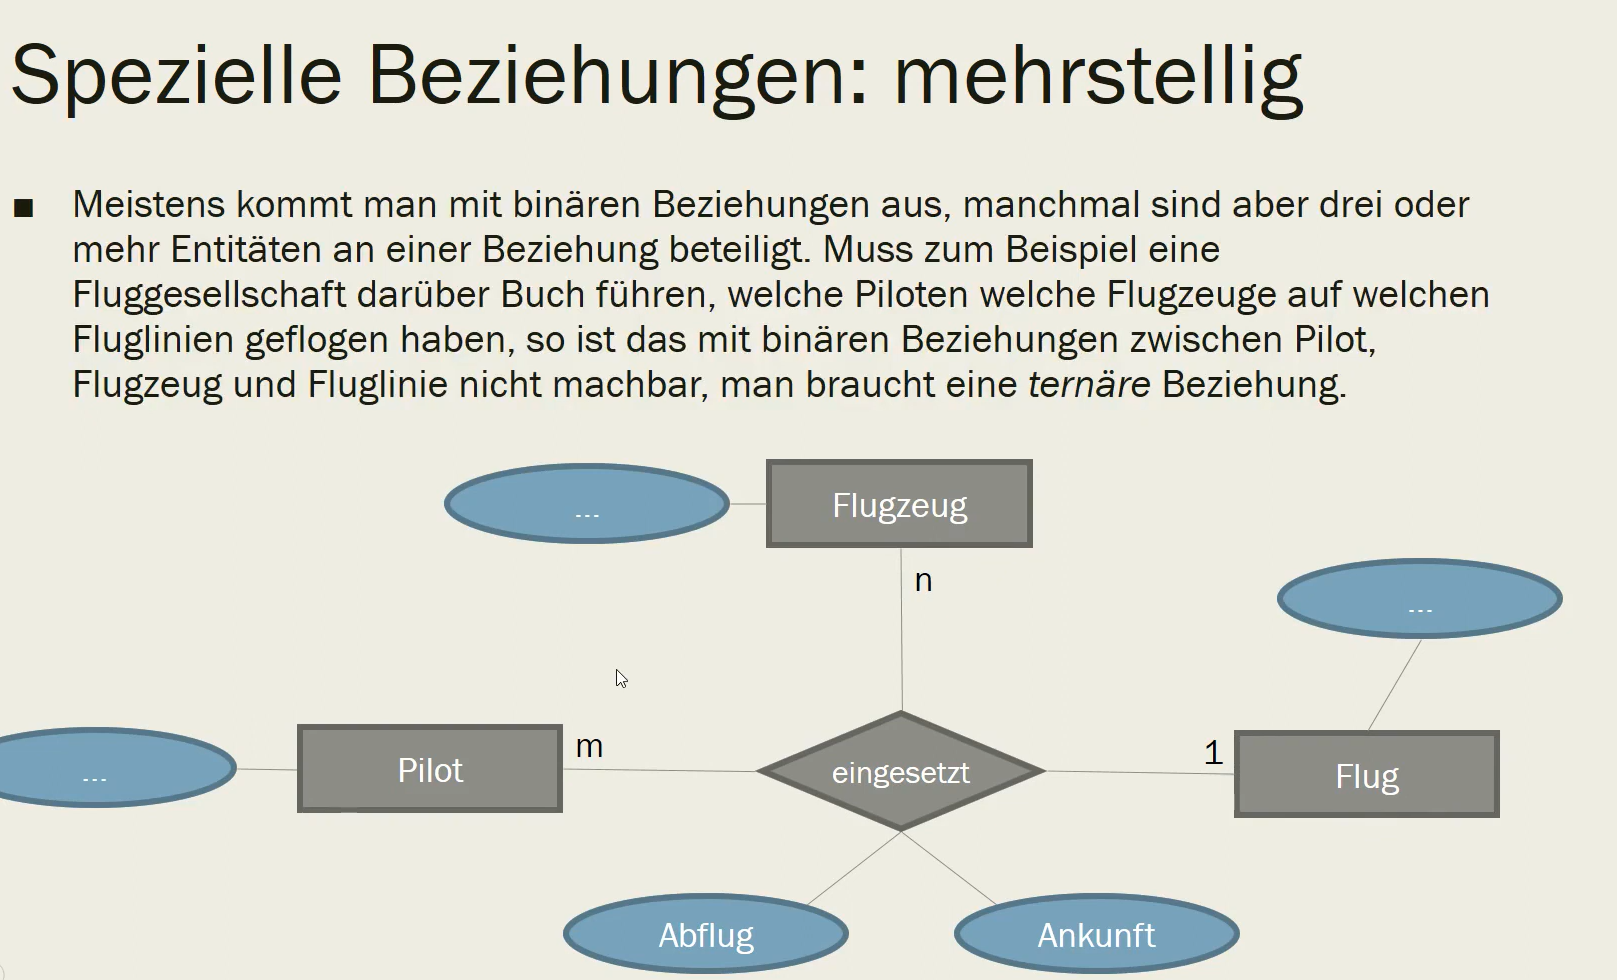 Spezielle Beziehungen: mehrstellig
Meistens kommt man mit binären Beziehungen aus, manchmal sind aber drei oder
mehr Entitäten an einer Beziehung beteiligt. Muss zum Beispiel eine
Fluggesellschaft darüber Buch führen, welche Piloten welche Flugzeuge auf welchen
Fluglinien geflogen haben, so ist das mit binären Beziehungen zwischen Pilot,
Flugzeug und Fluglinie nicht machbar, man braucht eine ternäre Beziehung.
...
Flugzeug
n
...
...
Pilot
m
eingesetzt
1
Flug
Abflug
Ankunft